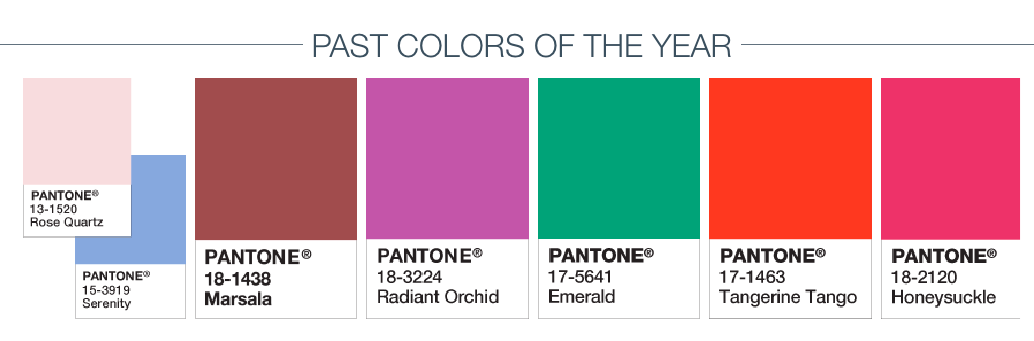 PAST COLORS OF THE YEAR
PANTONE®
13-1520
Rose Quartz
PANTONE®
15-3919
Serenity
PANTONE®
18-1438
Marsala
PANTONE®
18-3224
Radiant Orchid
PANTONE®
17-5641
Emerald
PANTONE®
17-1463
Tangerine Tango
PANTONE®
18-2120
Honeysuckle